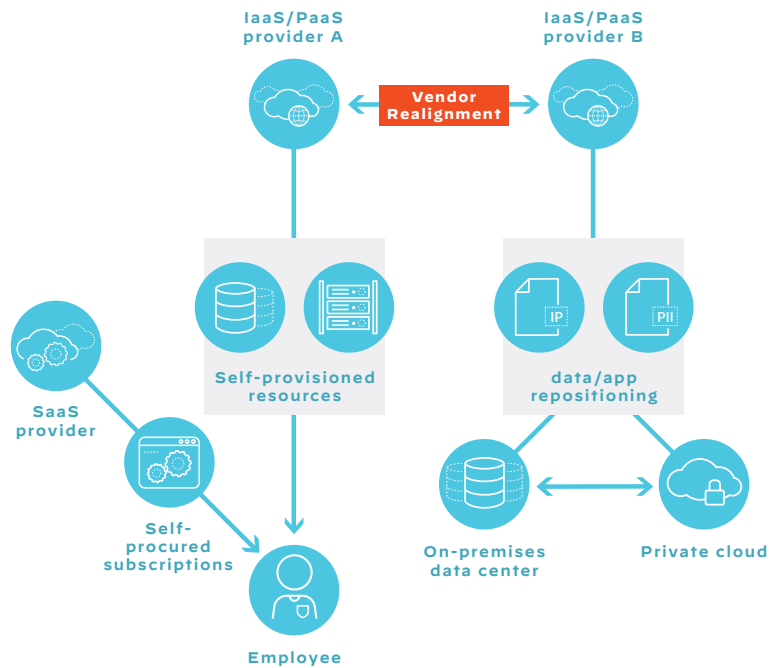 IaaS/PaaS
provider A
IaaS/PaaS
provider B
Vendor
Realignment
IP
PII
Self-provisioned
resources
data/app
repositioning
SaaS
provider
Self-
procured
subscriptions
On-premises
data center
Private cloud
Employee